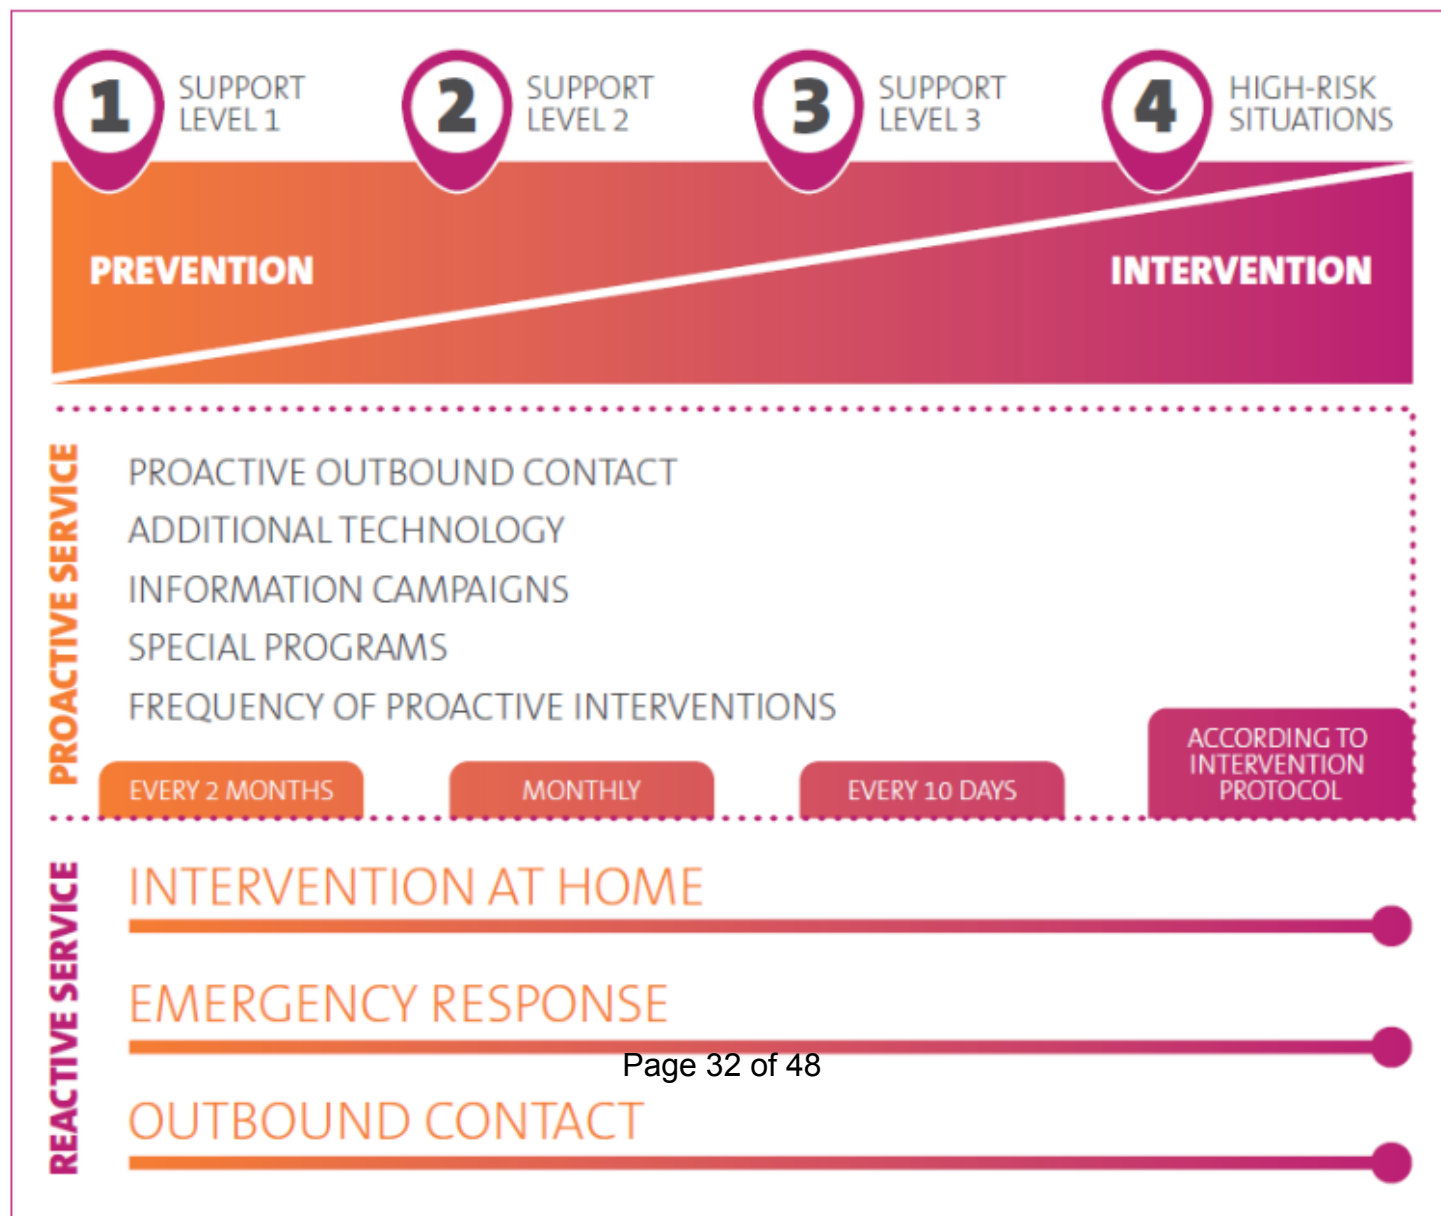 1
SUPPORT
LEVEL 1
2
SUPPORT
LEVEL 2
3
SUPPORT
LEVEL 3
4
HIGH-RISK
SITUATIONS
PREVENTION
INTERVENTION
PROACTIVE SERVICE
PROACTIVE OUTBOUND CONTACT
ADDITIONAL TECHNOLOGY
INFORMATION CAMPAIGNS
SPECIAL PROGRAMS
FREQUENCY OF PROACTIVE INTERVENTIONS
EVERY 2 MONTHS
MONTHLY
EVERY 10 DAYS
ACCORDING TO
INTERVENTION
PROTOCOL
REACTIVE SERVICE
INTERVENTION AT HOME
EMERGENCY RESPONSE
Page 32 of 48
OUTBOUND CONTACT